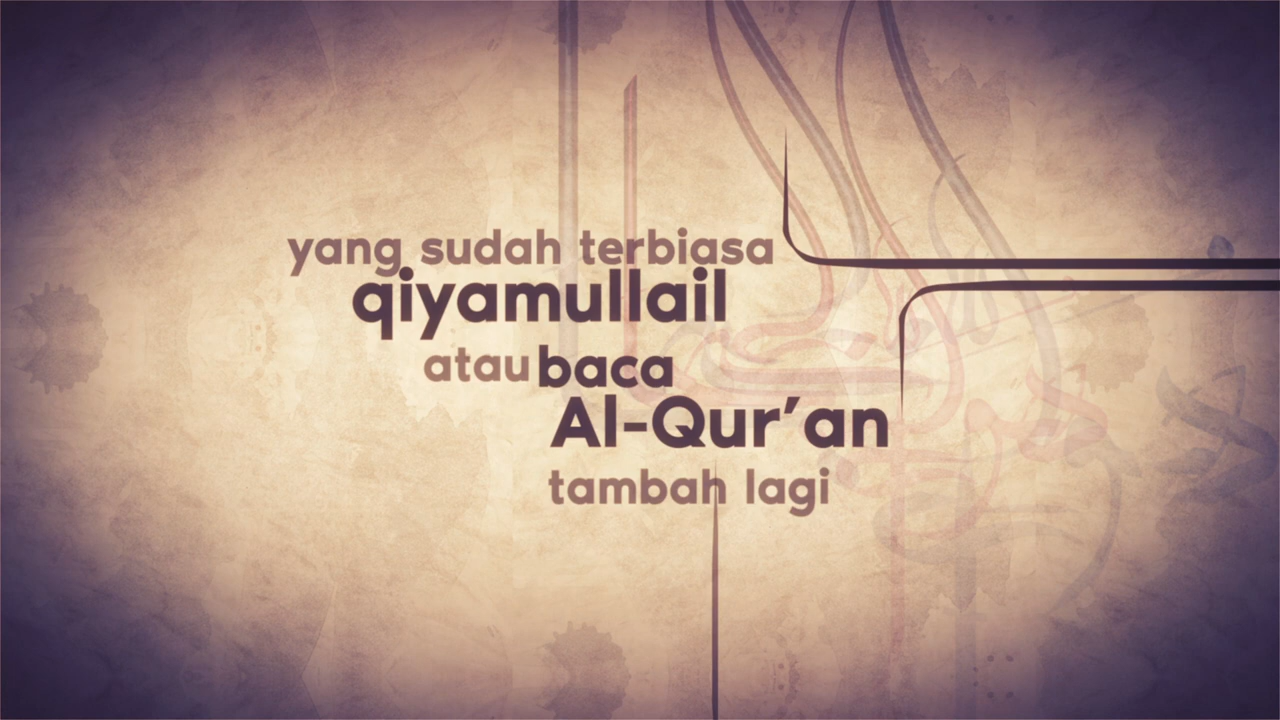 yang sudah terbiasa
qiyamullail
atau baca
Al-Qur’an
tambah lagi